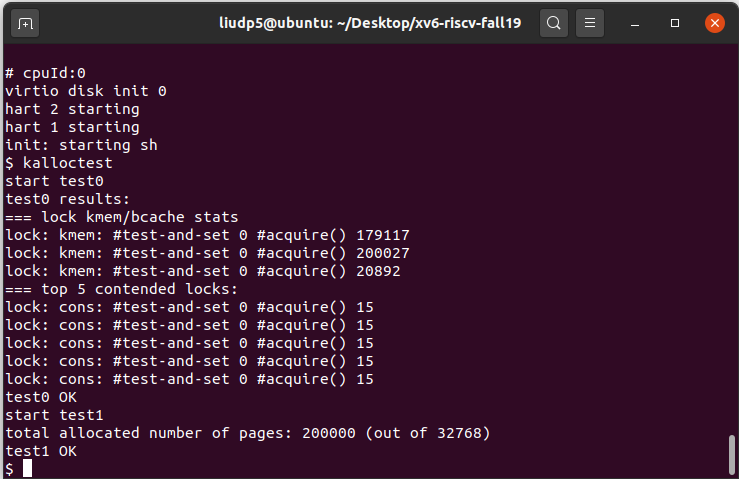 liudp5@ubuntu: ~/Desktop/xv6-riscv-fall19
# cpuId:0
virtio disk init 0
hart 2 starting
hart 1 starting
init: starting sh
$ kalloctest
start test0
test0 results:
=== lock kmem/bcache stats
lock: kmem: #test-and-set 0 #acquire() 179117
lock: kmem: #test-and-set 0 #acquire() 200027
lock: kmem: #test-and-set 0 #acquire() 20892
=== top 5 contended locks:
lock: cons: #test-and-set 0 #acquire() 15
lock: cons: #test-and-set 0 #acquire() 15
lock: cons: #test-and-set 0 #acquire() 15
lock: cons: #test-and-set 0 #acquire() 15
lock: cons: #test-and-set 0 #acquire() 15
test0 OK
start test1
total allocated number of pages: 200000 (out of 32768)
test1 OK
$